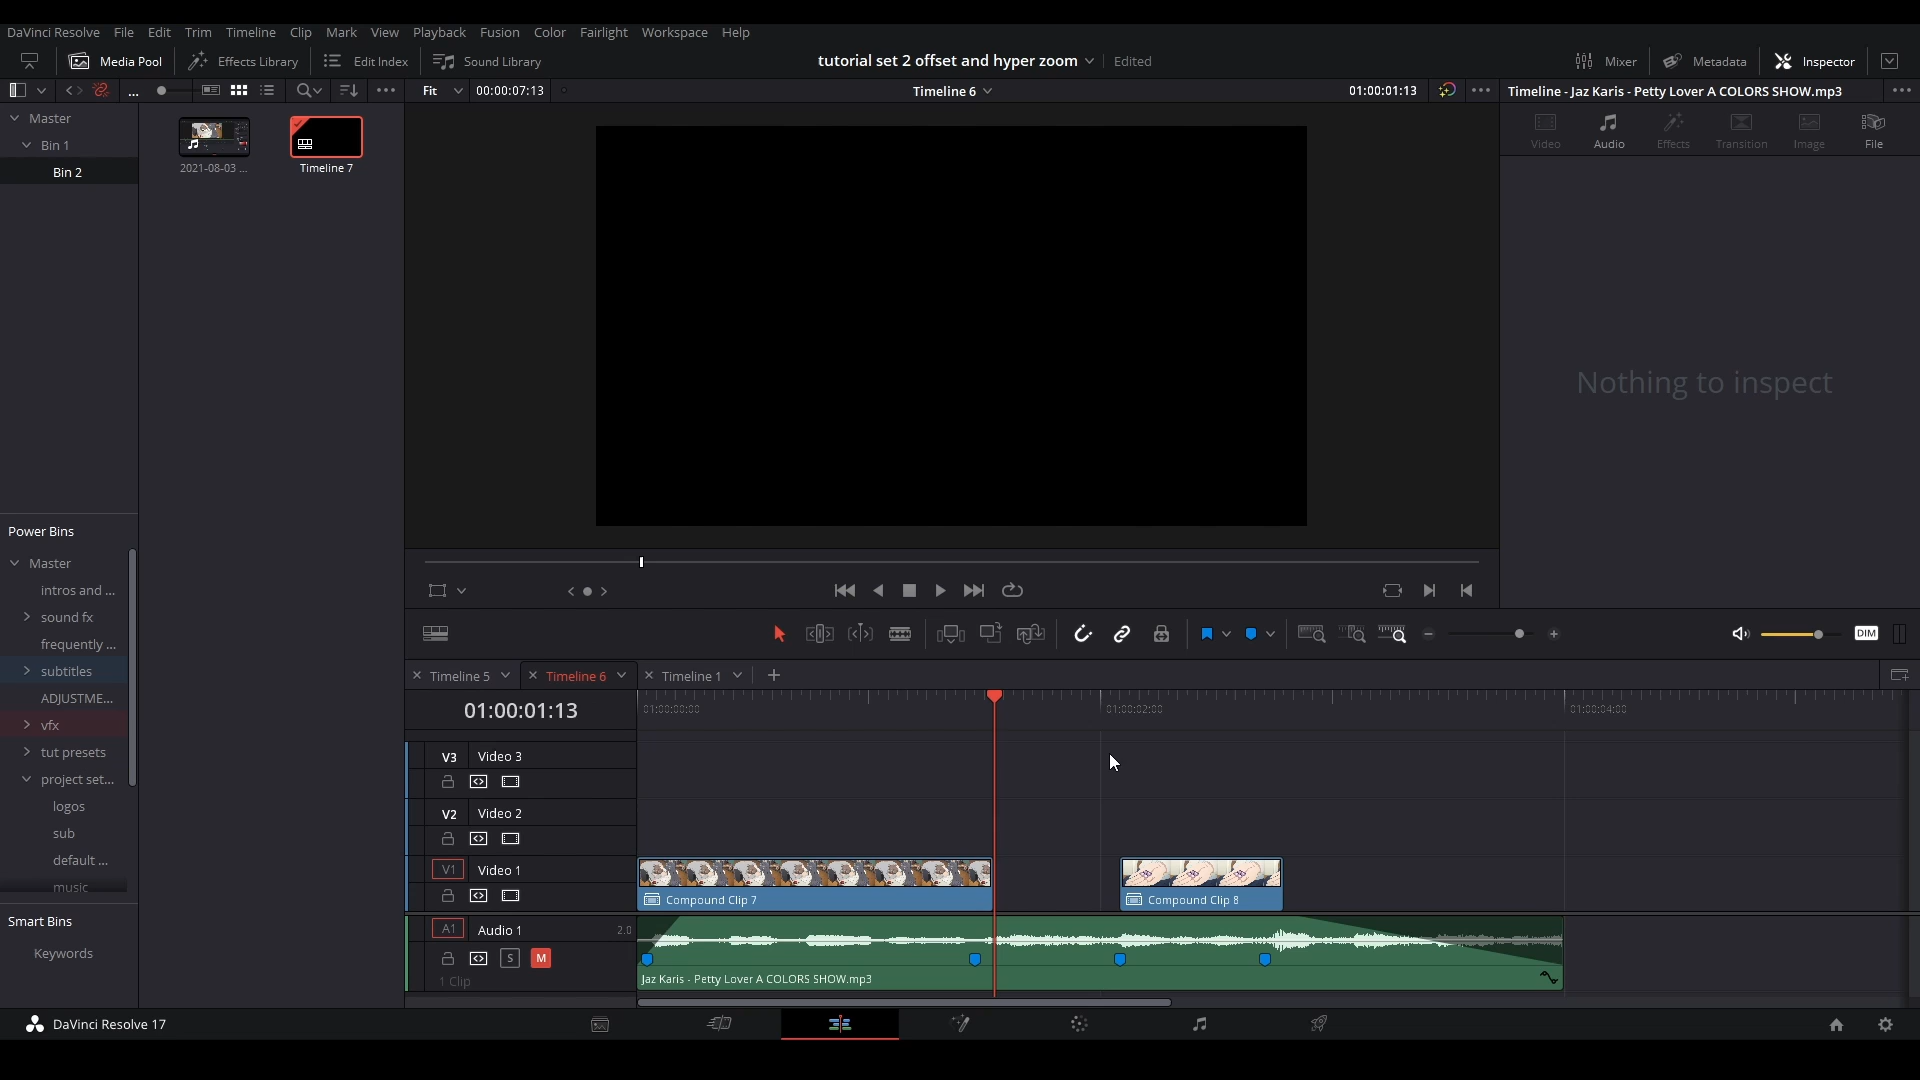 DaVinci Resolve File Edit Trim Timeline Clip Mark View Playback Fusion Color Fairlight Workspace Help
Media Pool Effects Library Edit Index Sound Library tutorial set 2 offset and hyper zoom Edited Mixer Metadata Inspector
... Fit 00:00:07:13 Timeline 6 01:00:01:13 Timeline - Jaz Karis - Petty Lover A COLORS SHOW.mp3
Master
Bin 1
Bin 2
2021-08-03 ... Timeline 7
Video Audio Effects Transition Image File
Nothing to inspect
Power Bins
Master
intros and ...
sound fx
frequently ...
subtitles
ADJUSTME...
vfx
tut presets
project set...
logos
sub
default ...
music
Smart Bins
Keywords
DIM
Timeline 5 Timeline 6 Timeline 1
01:00:01:13 01:00:00:00 01:00:02:00 01:00:04:00
V3 Video 3
V2 Video 2
V1 Video 1
Compound Clip 7 Compound Clip 8
A1 Audio 1 2.0
S M
1 Clip
Jaz Karis - Petty Lover A COLORS SHOW.mp3
DaVinci Resolve 17